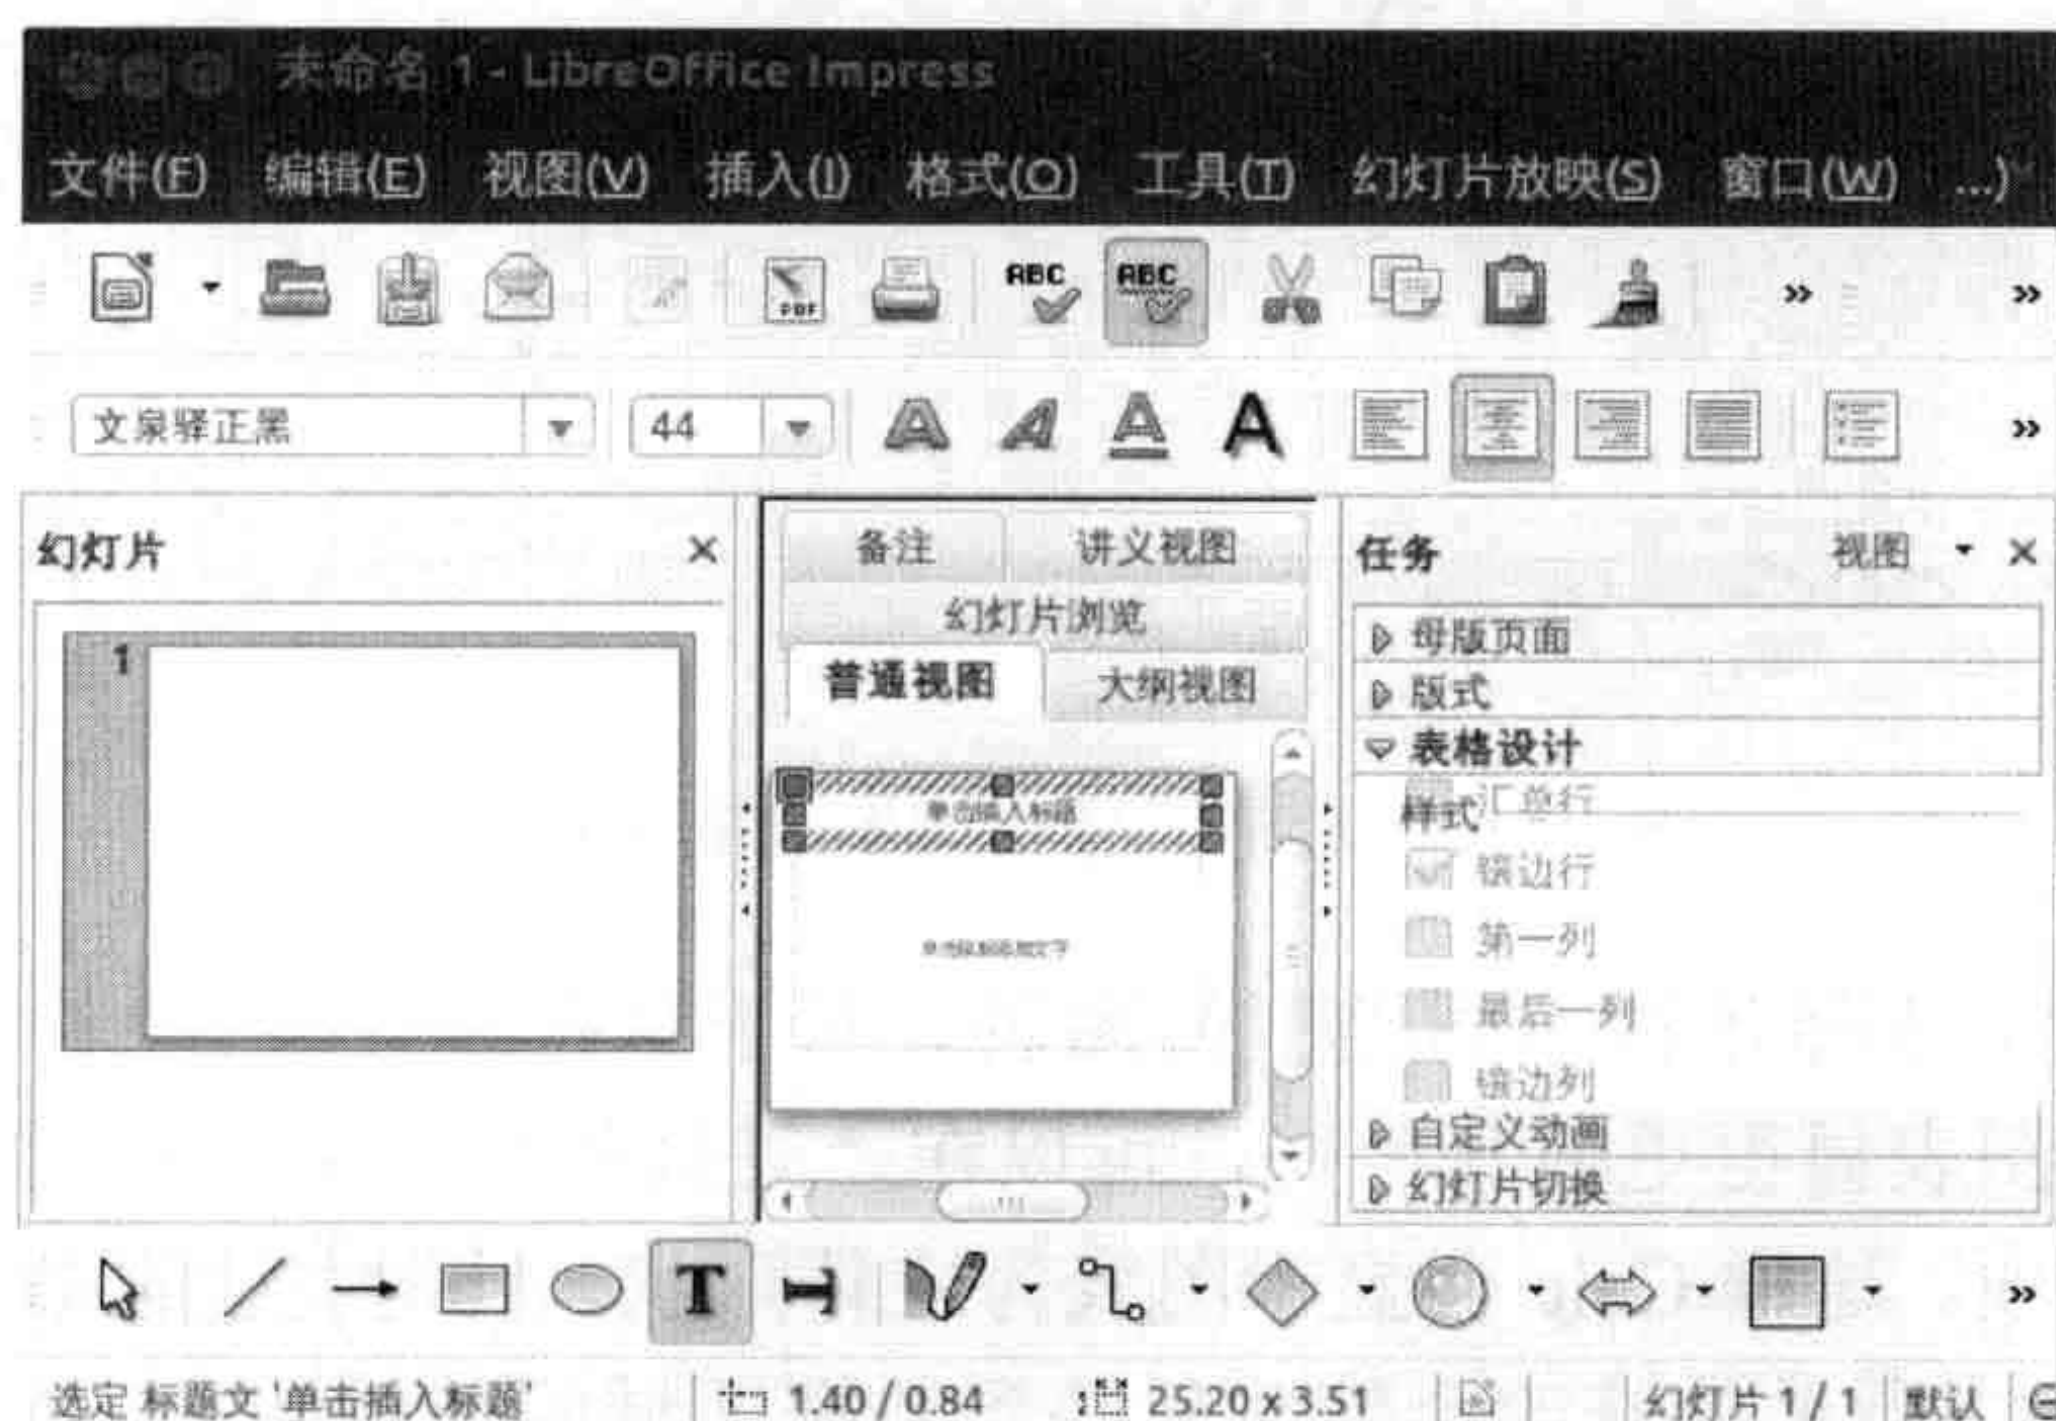 未命名 1 - LibreOffice Impress
文件(F) 编辑(E) 视图(V) 插入(I) 格式(O) 工具(T) 幻灯片放映(S) 窗口(W) ...)
PDF ABC ABC
文泉驿正黑 44 A A A A
幻灯片
1
备注 讲义视图
幻灯片浏览
普通视图 大纲视图
单击插入标题
任务 视图
母版页面
版式
表格设计
样式
镶边行
第一列
最后一列
镶边列
自定义动画
幻灯片切换
T T
选定 标题文 '单击插入标题' 1.40 / 0.84 25.20 x 3.51 幻灯片 1 / 1 默认